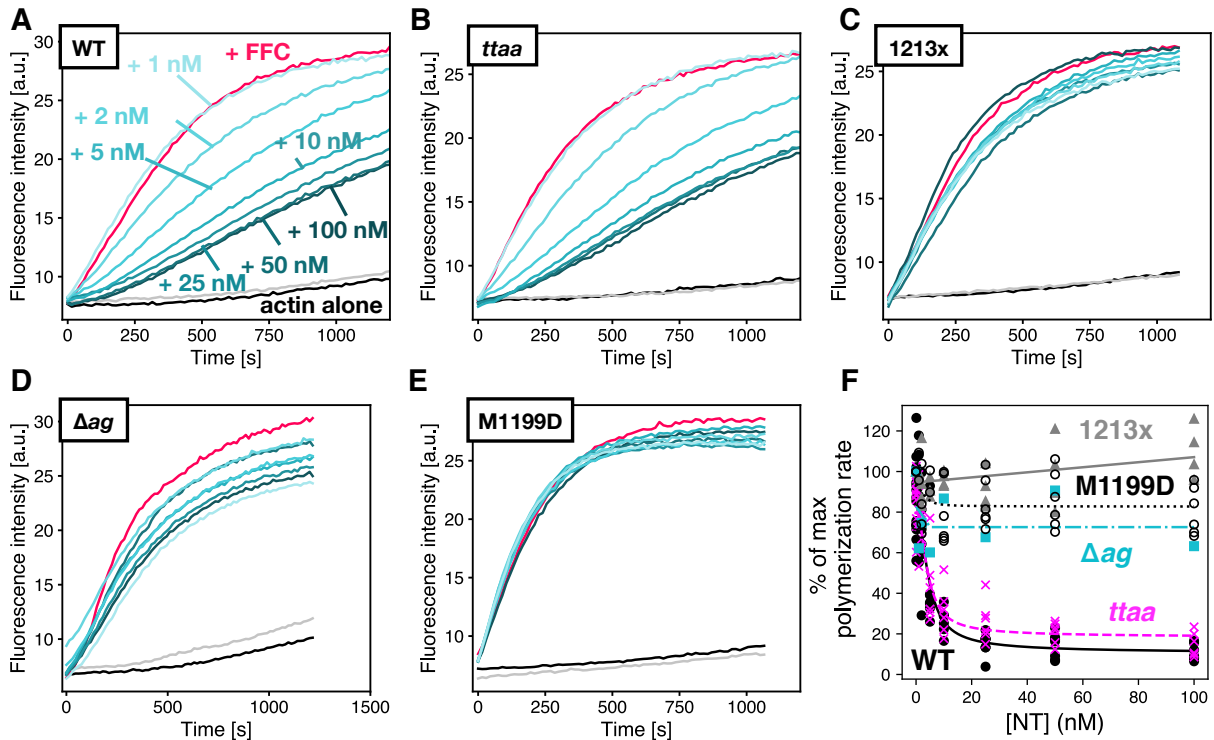 A
WT
+ FFC
+ 1 nM
+ 2 nM
+ 5 nM
+ 10 nM
+ 100 nM
+ 50 nM
+ 25 nM
actin alone
Fluorescence intensity [a.u.]
30
25
20
15
10
0
250
500
750
1000
Time [s]
B
ttaa
Fluorescence intensity [a.u.]
25
20
15
10
0
250
500
750
1000
Time [s]
C
1213x
Fluorescence intensity [a.u.]
25
20
15
10
0
250
500
750
1000
Time [s]
D
Δag
Fluorescence intensity [a.u.]
30
25
20
15
10
0
500
1000
1500
Time [s]
E
M1199D
Fluorescence intensity [a.u.]
25
20
15
10
0
250
500
750
1000
Time [s]
F
% of max
polymerization rate
120
100
80
60
40
20
0
1213x
M1199D
Δag
ttaa
WT
0
20
40
60
80
100
[NT] (nM)